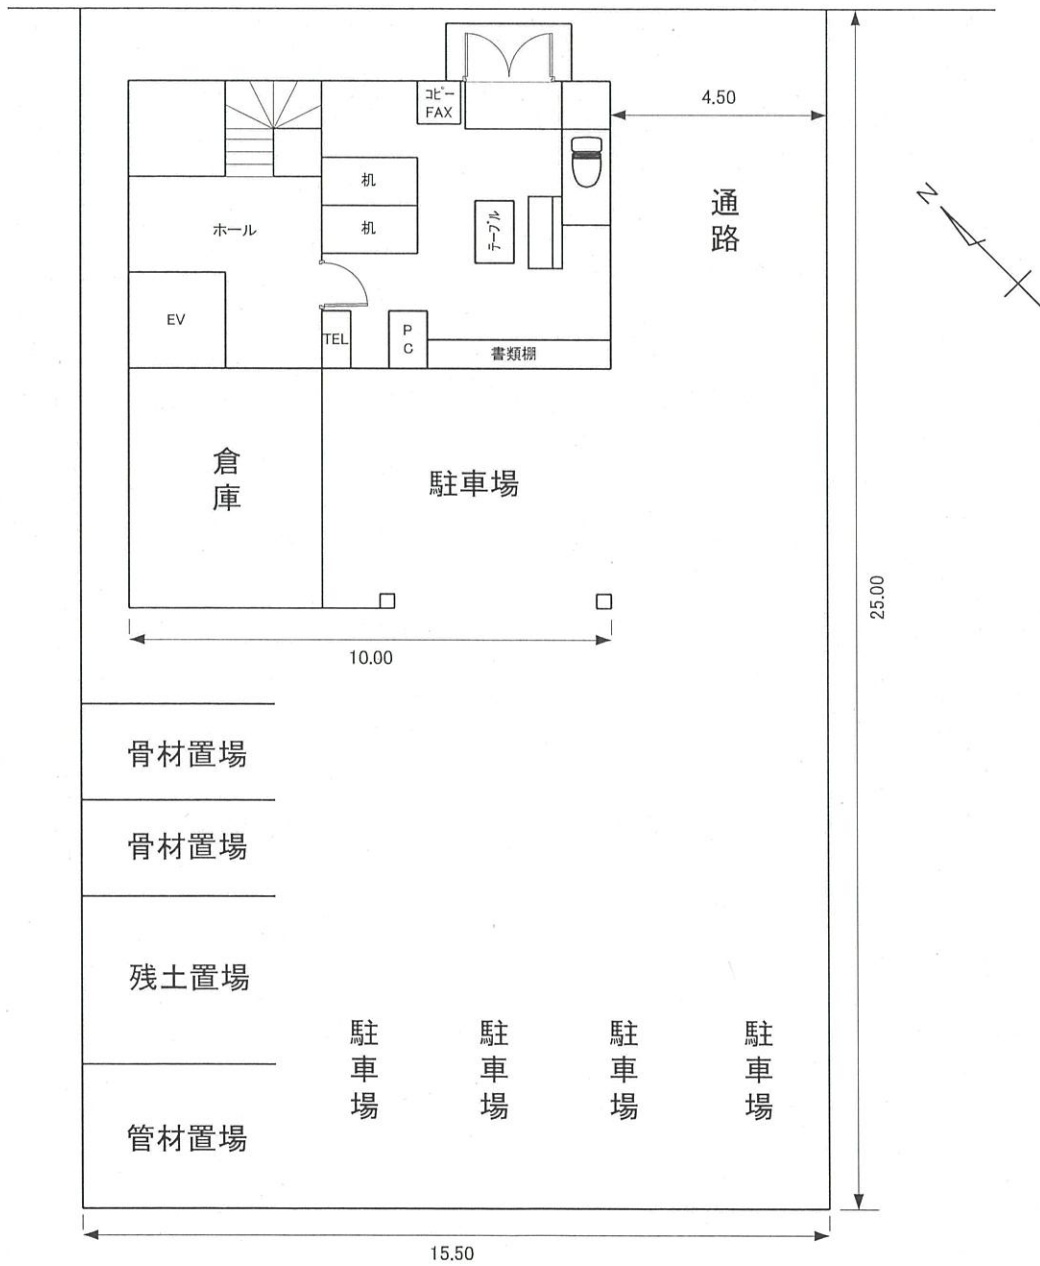 コピー
FAX
4.50
N
机
通路
机
テーブル
ホール
EV
TEL
PC
書類棚
倉庫
駐車場
25.00
10.00
骨材置場
骨材置場
残土置場
駐車場
駐車場
駐車場
駐車場
管材置場
15.50